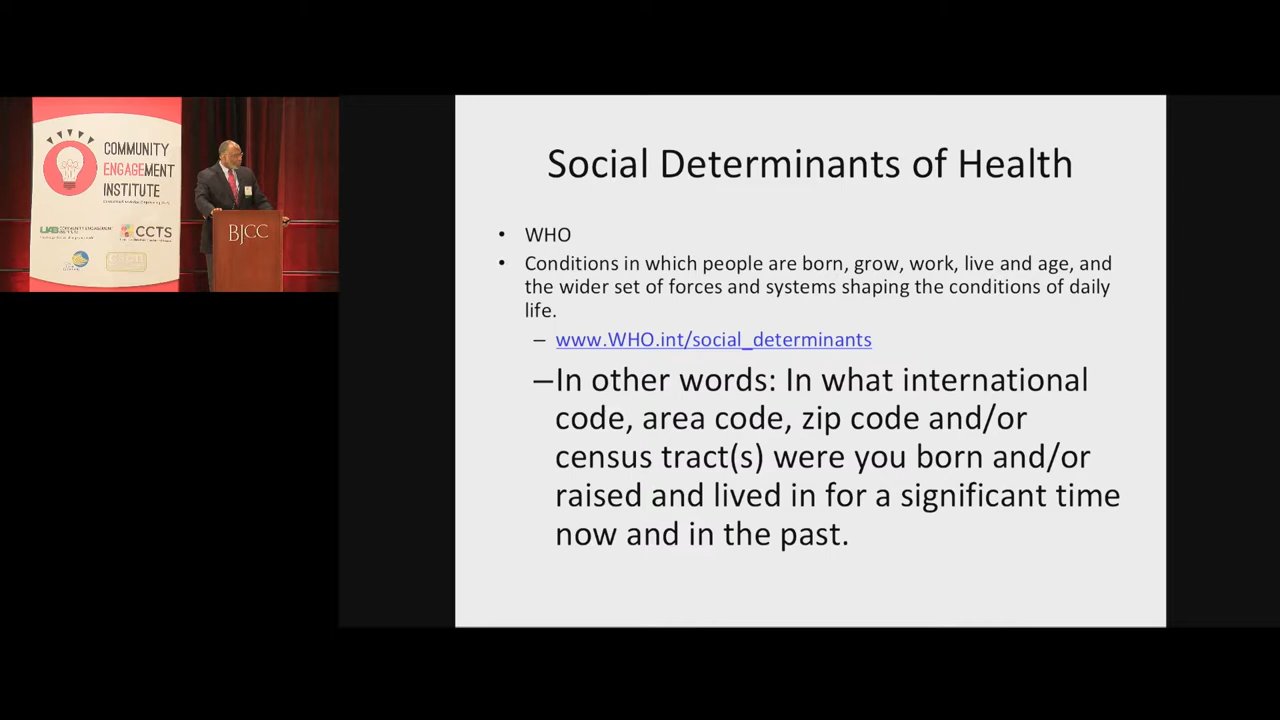 COMMUNITY
ENGAGEMENT
INSTITUTE
UAB COMMUNITY ENGAGEMENT
CCTS
BJCC
Social Determinants of Health
• WHO
• Conditions in which people are born, grow, work, live and age, and
the wider set of forces and systems shaping the conditions of daily
life.
– www.WHO.int/social_determinants
–In other words: In what international
code, area code, zip code and/or
census tract(s) were you born and/or
raised and lived in for a significant time
now and in the past.